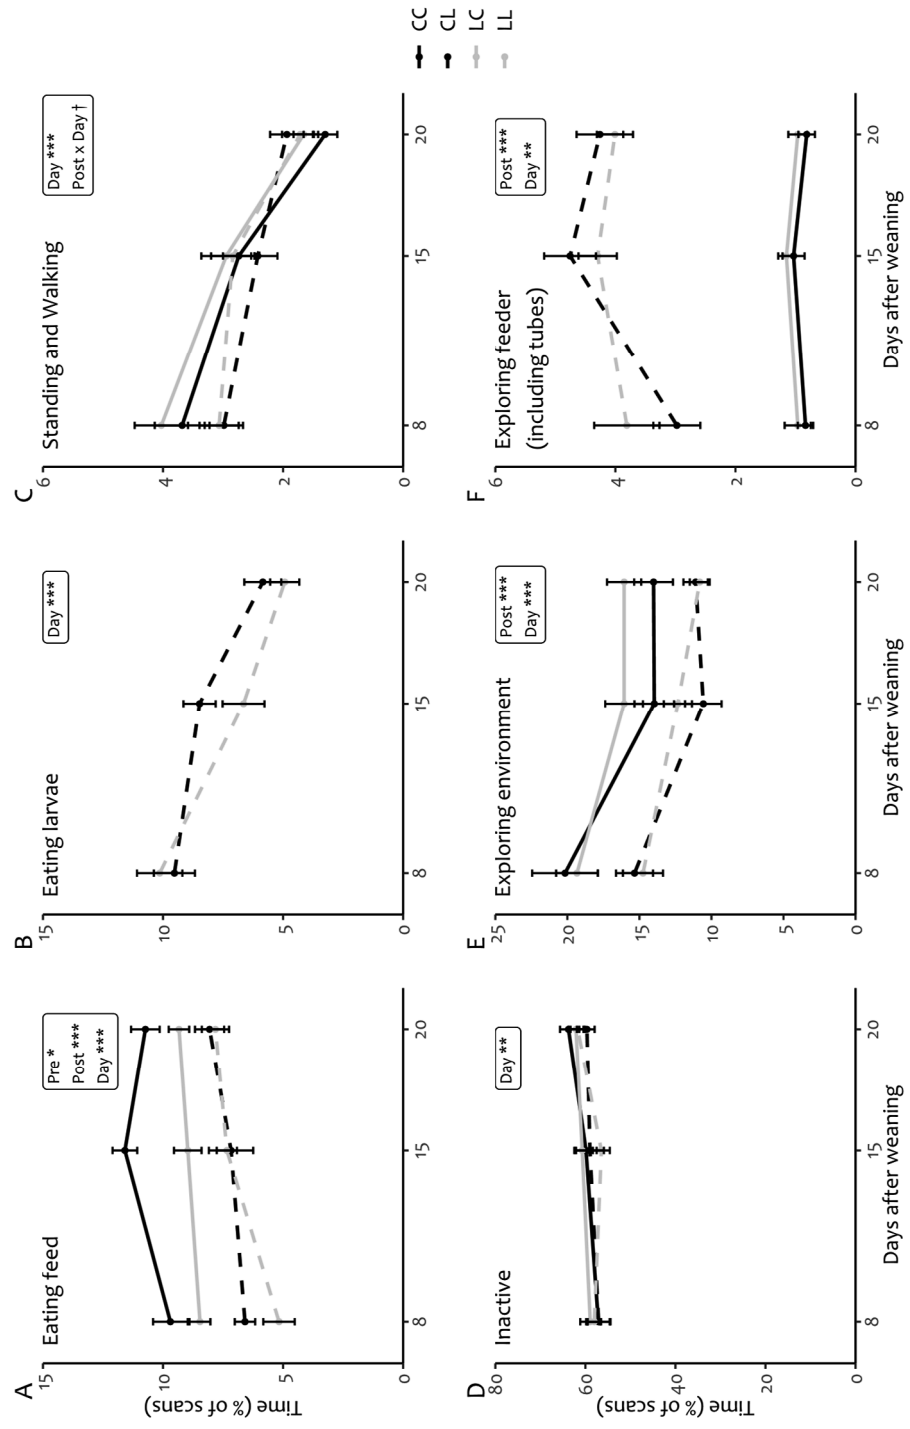 A
Eating feed
Pre *
Post ***
Day ***
Time (% of scans)
15
10
5
0
8
15
20
B
Eating larvae
Day ***
15
10
5
0
8
15
20
C
Standing and Walking
Day ***
Post x Day †
6
4
2
0
8
15
20
D
Inactive
Day **
Time (% of scans)
80
60
40
20
0
8
15
20
Days after weaning
E
Exploring environment
Post ***
Day ***
25
20
15
10
5
0
8
15
20
Days after weaning
F
Exploring feeder
(including tubes)
Post ***
Day **
6
4
2
0
8
15
20
Days after weaning
CC
CL
LC
LL